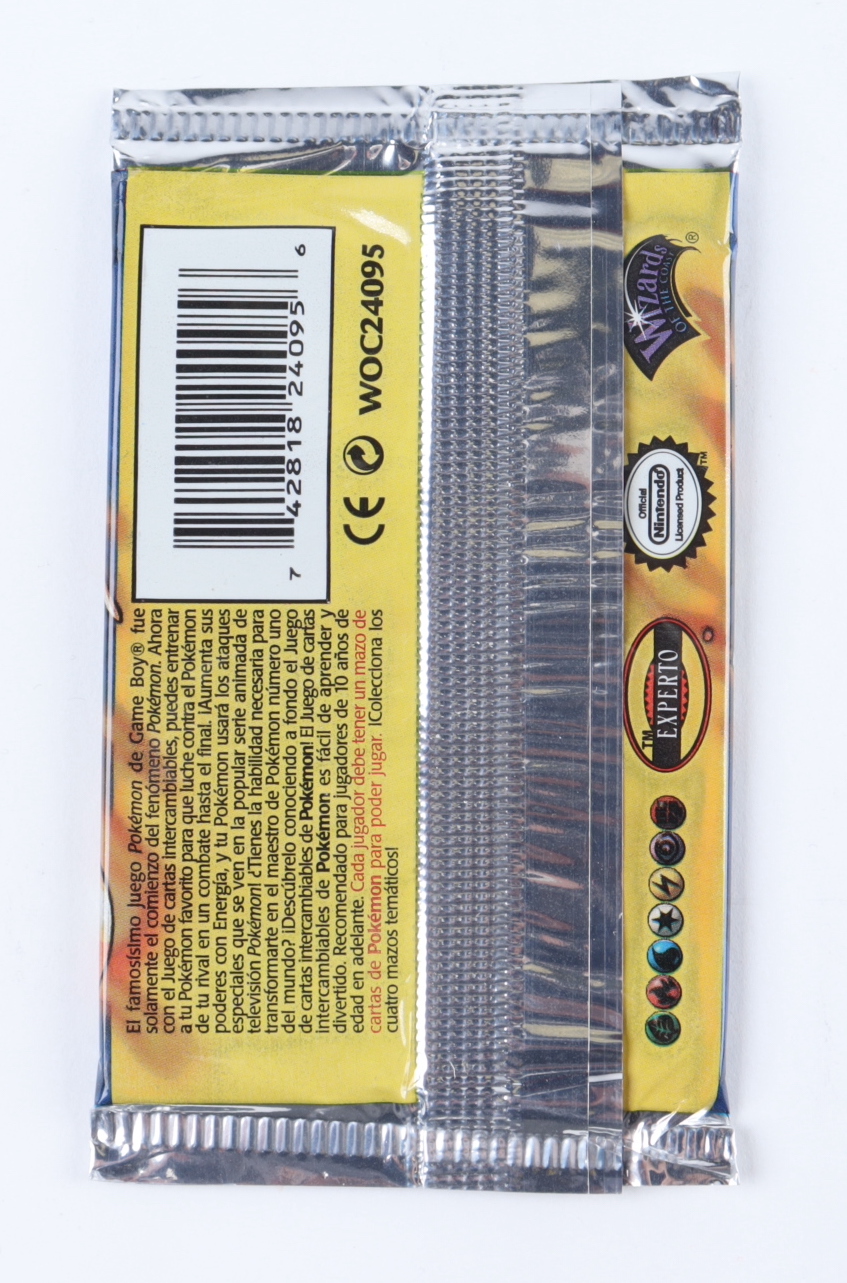 El famosísimo Juego Pokémon de Game Boy® fue
solamente el comienzo del fenómeno Pokémon. Ahora
con el Juego de cartas intercambiables, puedes entrenar
a tu Pokémon favorito para que luche contra el Pokémon
de tu rival en un combate hasta el final. ¡Aumenta sus
poderes con Energía, y tu Pokémon usará los ataques
especiales que se ven en la popular serie animada de
televisión Pokémon! ¿Tienes la habilidad necesaria para
transformarte en el maestro de Pokémon número uno
del mundo? ¡Descúbrelo conociendo a fondo el Juego
de cartas intercambiables de Pokémon! El Juego de cartas
intercambiables de Pokémon es fácil de aprender y
divertido. Recomendado para jugadores de 10 años de
edad en adelante. Cada jugador debe tener un mazo de
cartas de Pokémon para poder jugar. ¡Colecciona los
cuatro mazos temáticos!
7 42818 24095 6
CE WOC24095
TM
EXPERTO
Official
Nintendo
Licensed Product
TM
Wizards
OF THE COAST
®